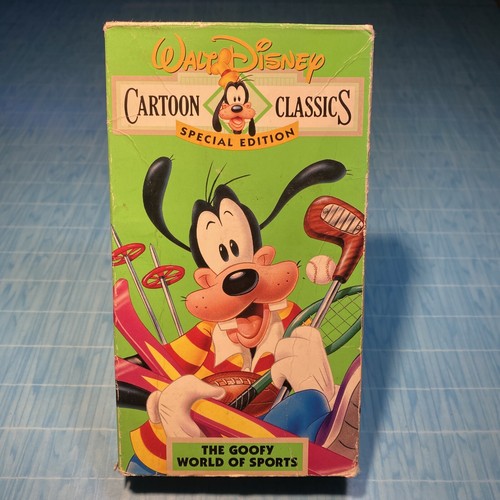 WALT DISNEY
CARTOON CLASSICS
SPECIAL EDITION
THE GOOFY
WORLD OF SPORTS